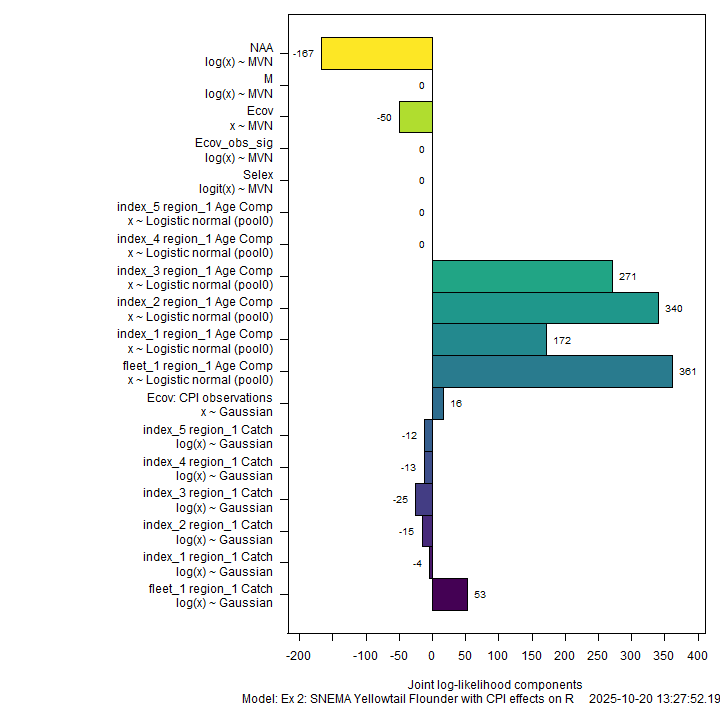 NAA
log(x) ~ MVN
-167
M
log(x) ~ MVN
0
Ecov
x ~ MVN
-50
Ecov_obs_sig
log(x) ~ MVN
0
Selex
logit(x) ~ MVN
0
index_5 region_1 Age Comp
x ~ Logistic normal (pool0)
0
index_4 region_1 Age Comp
x ~ Logistic normal (pool0)
0
index_3 region_1 Age Comp
x ~ Logistic normal (pool0)
271
index_2 region_1 Age Comp
x ~ Logistic normal (pool0)
340
index_1 region_1 Age Comp
x ~ Logistic normal (pool0)
172
fleet_1 region_1 Age Comp
x ~ Logistic normal (pool0)
361
Ecov: CPI observations
x ~ Gaussian
16
index_5 region_1 Catch
log(x) ~ Gaussian
-12
index_4 region_1 Catch
log(x) ~ Gaussian
-13
index_3 region_1 Catch
log(x) ~ Gaussian
-25
index_2 region_1 Catch
log(x) ~ Gaussian
-15
index_1 region_1 Catch
log(x) ~ Gaussian
-4
fleet_1 region_1 Catch
log(x) ~ Gaussian
53
-200 -100 -50 0 50 100 150 200 250 300 350 400
Joint log-likelihood components
Model: Ex 2: SNEMA Yellowtail Flounder with CPI effects on R 2025-10-20 13:27:52.19